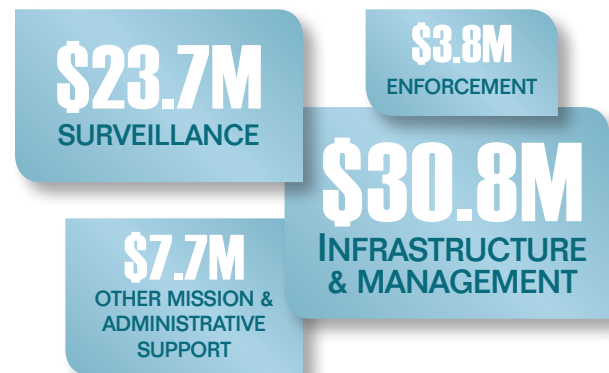 $23.7M
SURVEILLANCE
$3.8M
ENFORCEMENT
$30.8M
INFRASTRUCTURE
& MANAGEMENT
$7.7M
OTHER MISSION &
ADMINISTRATIVE
SUPPORT